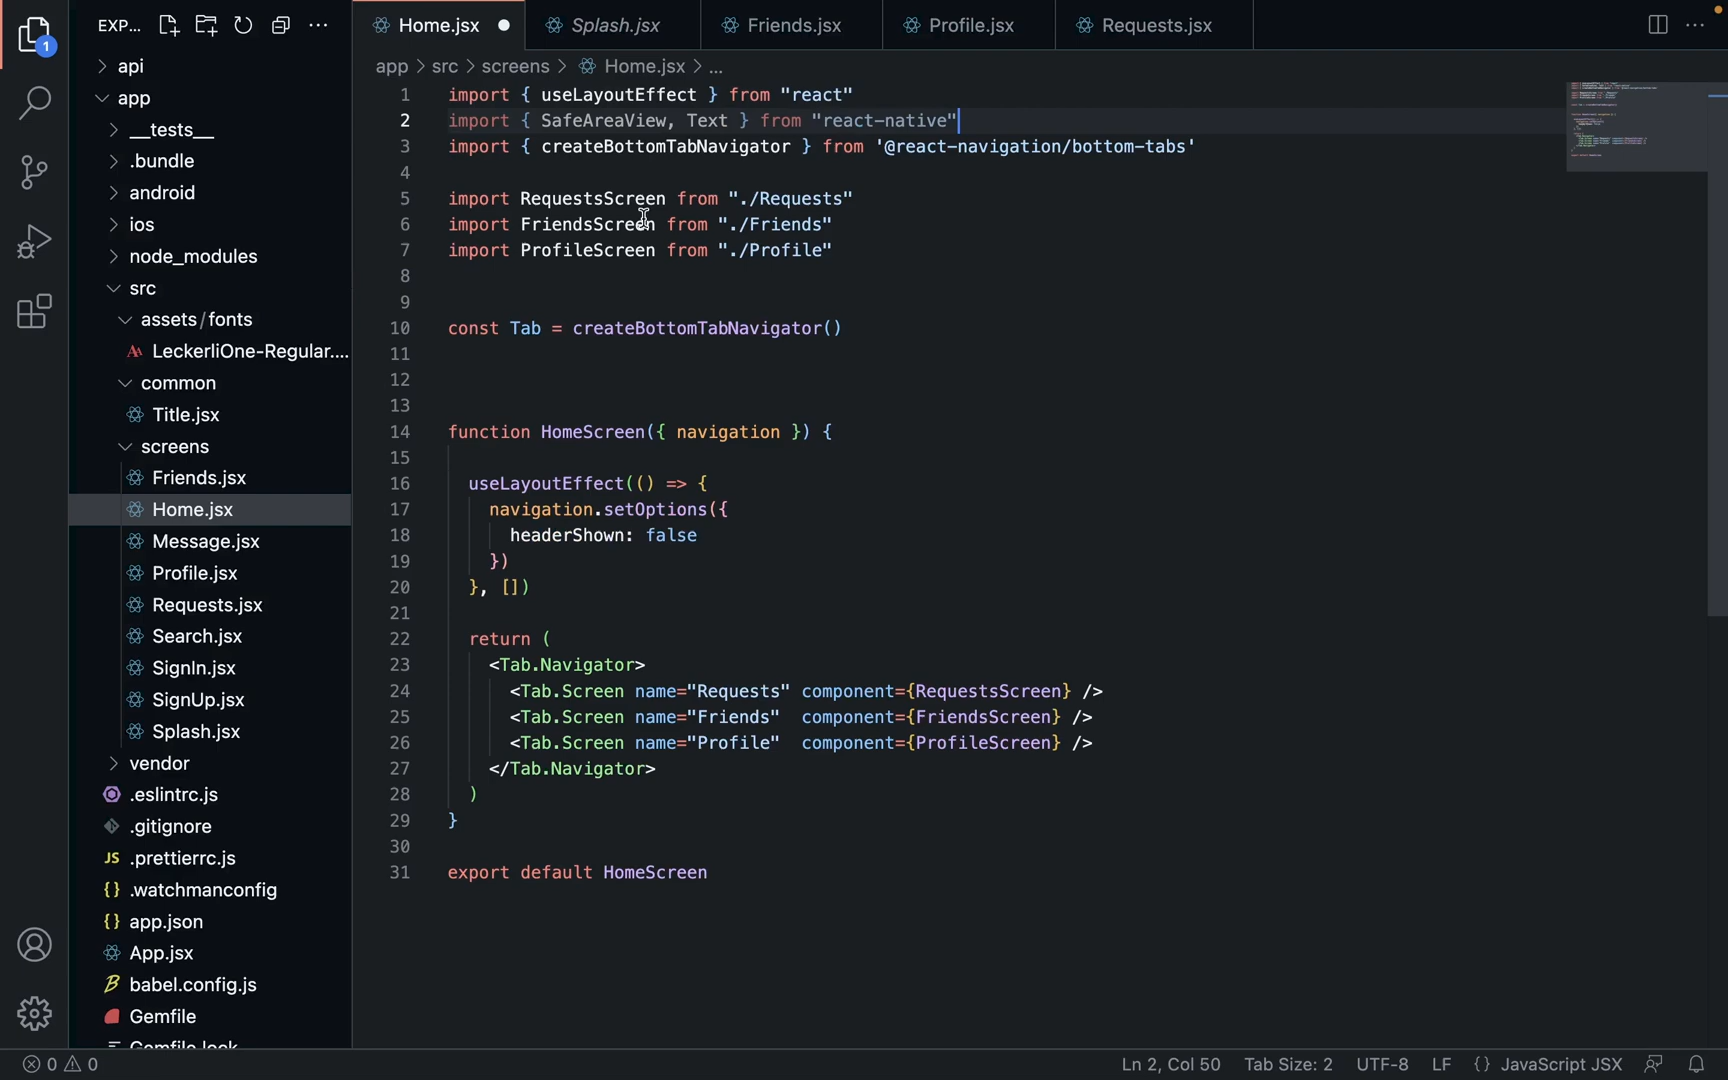 EXP...
Home.jsx
Splash.jsx
Friends.jsx
Profile.jsx
Requests.jsx
1
app > src > screens > Home.jsx > ...
api
app
__tests__
.bundle
android
ios
node_modules
src
assets/fonts
LeckerliOne-Regular....
common
Title.jsx
screens
Friends.jsx
Home.jsx
Message.jsx
Profile.jsx
Requests.jsx
Search.jsx
SignIn.jsx
SignUp.jsx
Splash.jsx
vendor
.eslintrc.js
.gitignore
JS .prettierrc.js
{} .watchmanconfig
{} app.json
App.jsx
babel.config.js
Gemfile
Gemfile.lock
1 import { useLayoutEffect } from "react"
2 import { SafeAreaView, Text } from "react-native"
3 import { createBottomTabNavigator } from '@react-navigation/bottom-tabs'
4
5 import RequestsScreen from "./Requests"
6 import FriendsScreen from "./Friends"
7 import ProfileScreen from "./Profile"
8
9
10 const Tab = createBottomTabNavigator()
11
12
13
14 function HomeScreen({ navigation }) {
15
16 useLayoutEffect(() => {
17 navigation.setOptions({
18 headerShown: false
19 })
20 }, [])
21
22 return (
23 <Tab.Navigator>
24 <Tab.Screen name="Requests" component={RequestsScreen} />
25 <Tab.Screen name="Friends"  component={FriendsScreen} />
26 <Tab.Screen name="Profile"  component={ProfileScreen} />
27 </Tab.Navigator>
28 )
29 }
30
31 export default HomeScreen
0 0
Ln 2, Col 50
Tab Size: 2
UTF-8
LF
{} JavaScript JSX